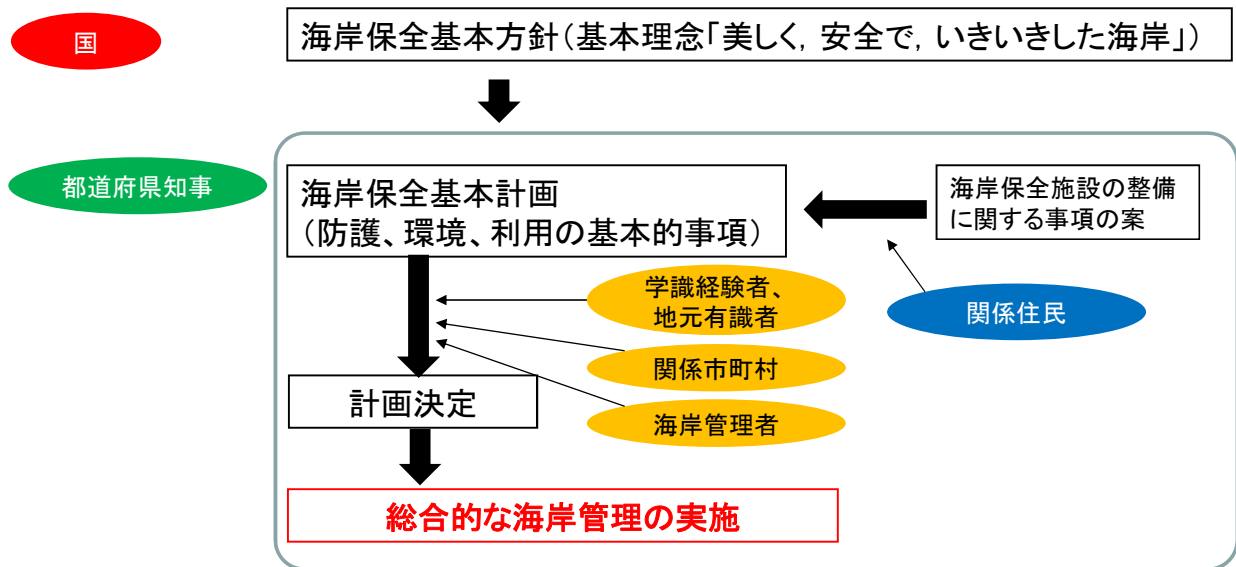 国
海岸保全基本方針(基本理念「美しく, 安全で, いきいきした海岸」)
都道府県知事
海岸保全基本計画
(防護、環境、利用の基本的事項)
海岸保全施設の整備
に関する事項の案
学識経験者、
地元有識者
関係住民
関係市町村
計画決定
海岸管理者
総合的な海岸管理の実施